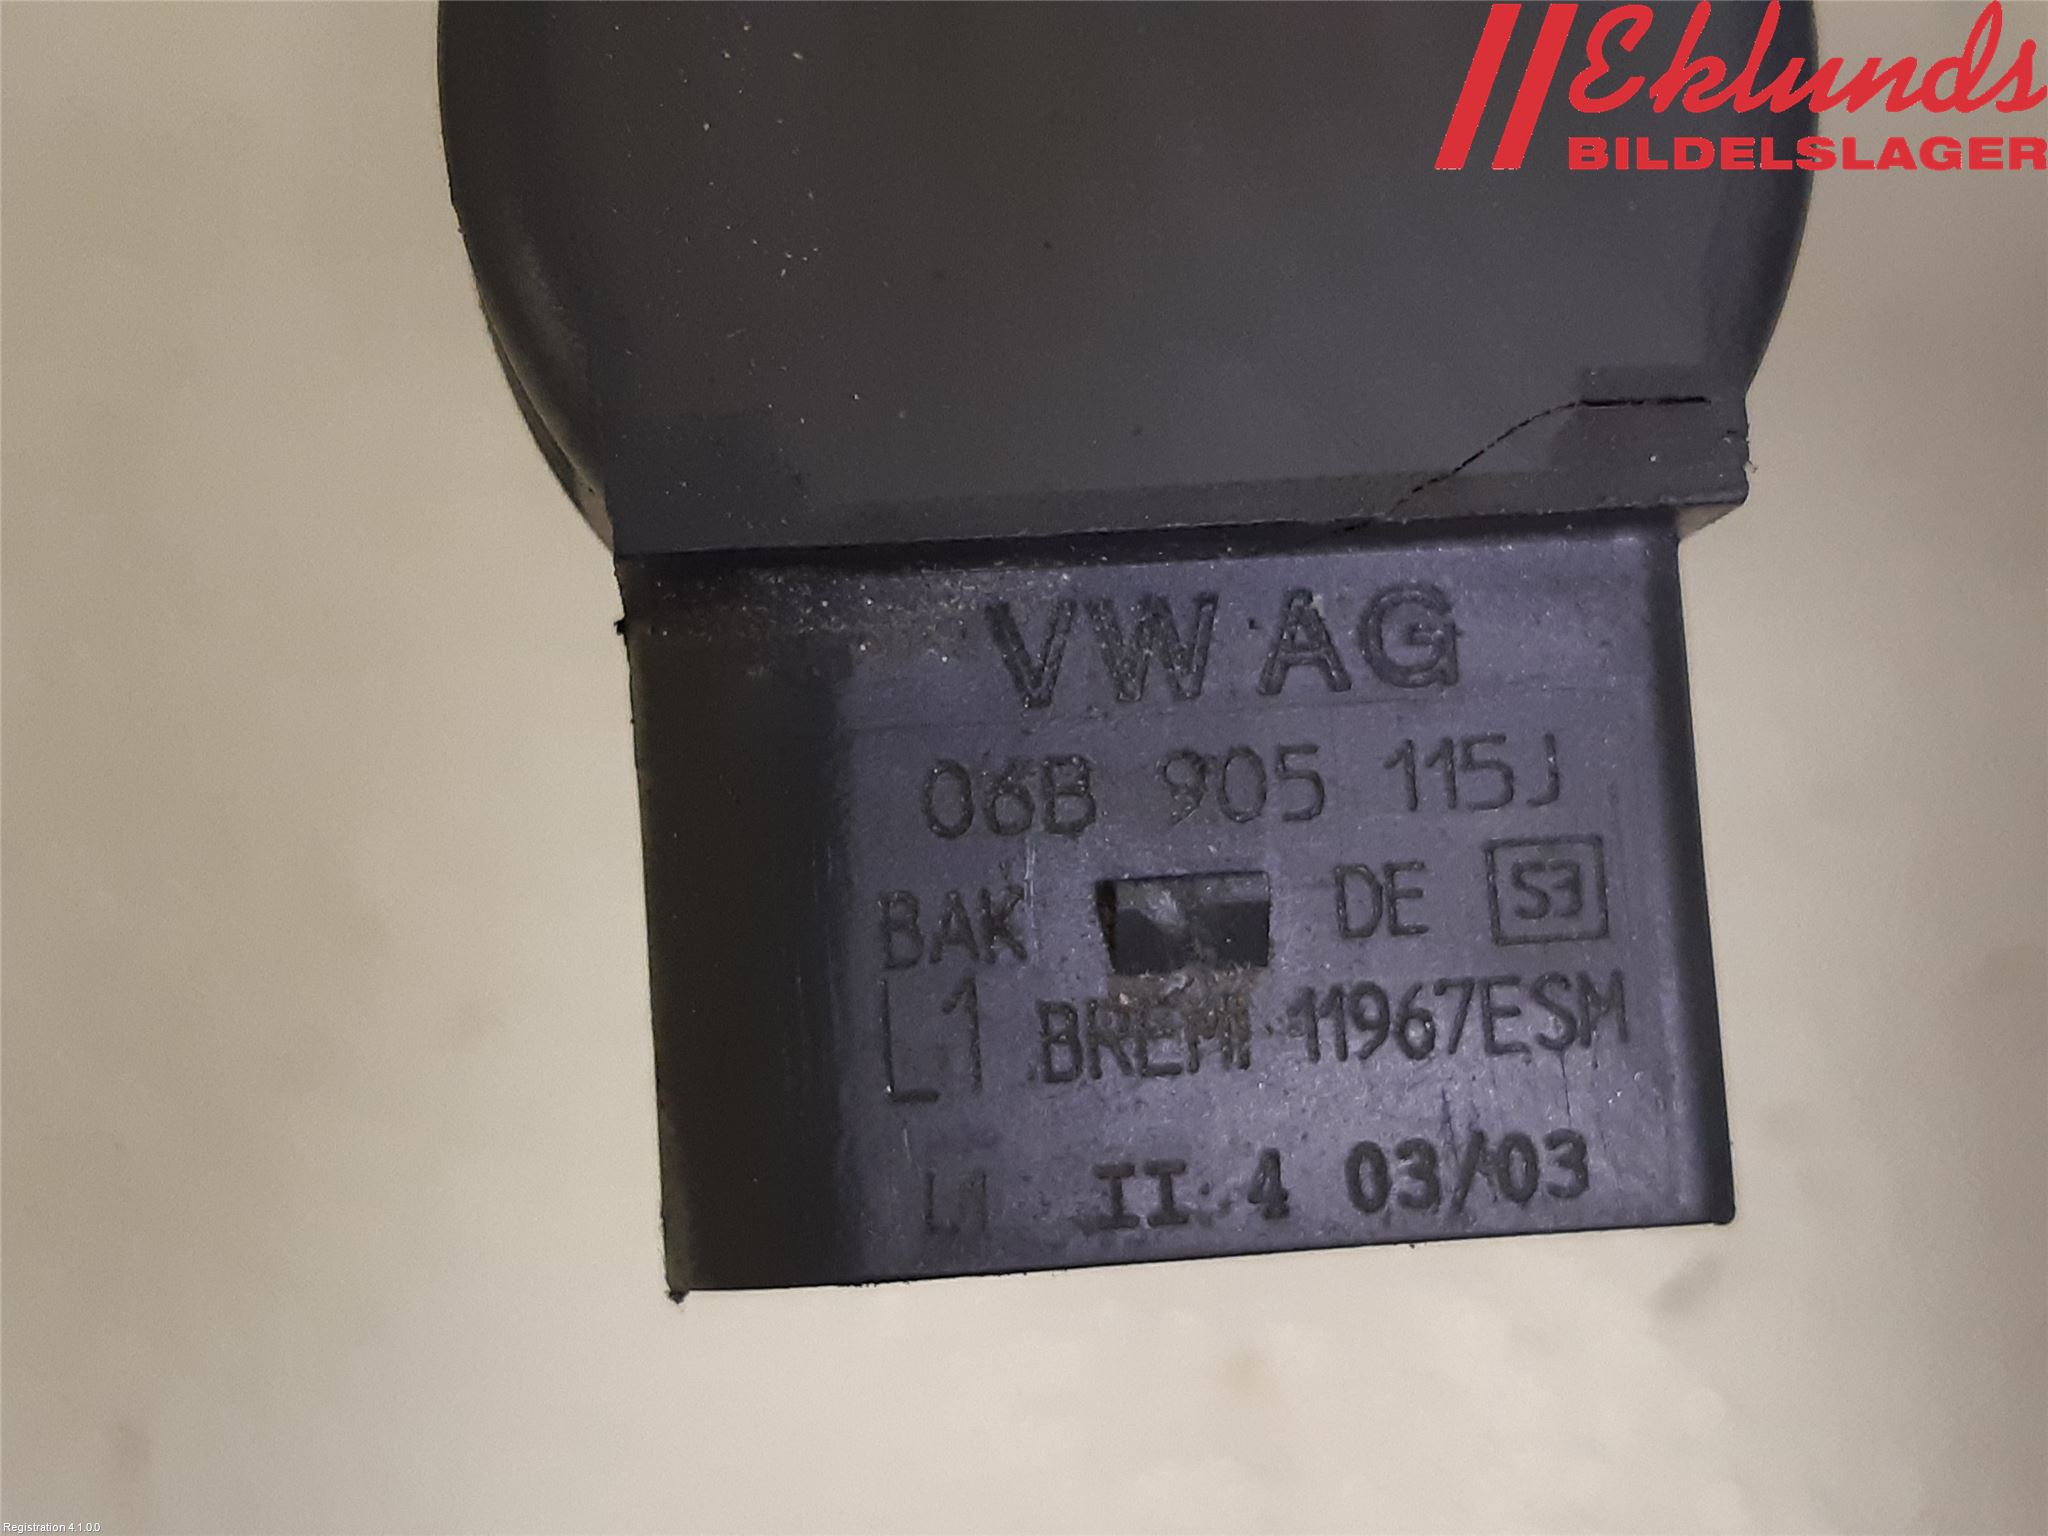 Eklunds
BILDELSLAGER
VW AG
06B 905 115J
BAK DE S3
L1 BREMI 11967ESM
L1 II 4 03/03
Registration 4.1.0.0